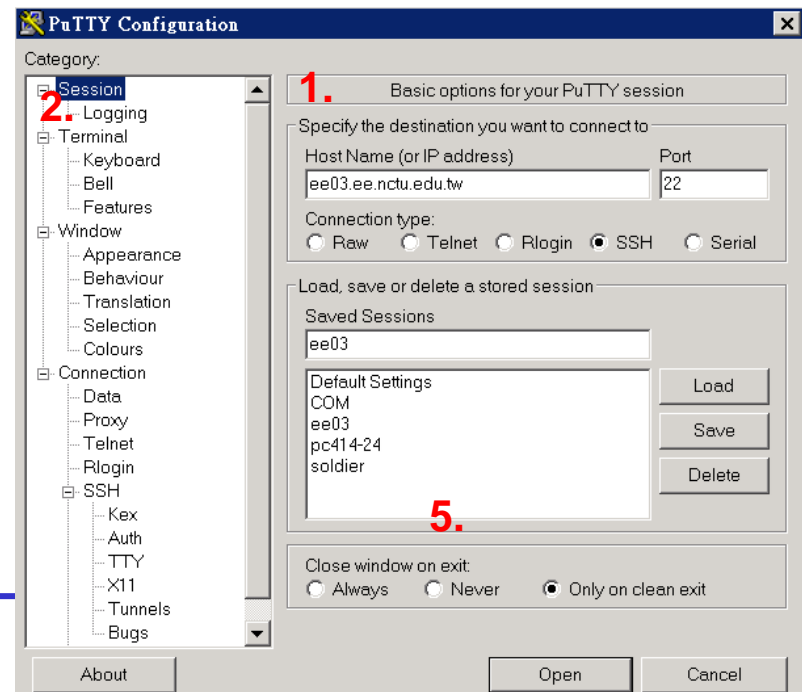 PuTTY Configuration
Category:
Session
2.
Logging
Terminal
Keyboard
Bell
Features
Window
Appearance
Behaviour
Translation
Selection
Colours
Connection
Data
Proxy
Telnet
Rlogin
SSH
Kex
Auth
TTY
X11
Tunnels
Bugs
1. Basic options for your PuTTY session
Specify the destination you want to connect to
Host Name (or IP address) Port
ee03.ee.nctu.edu.tw 22
Connection type:
Raw Telnet Rlogin SSH Serial
Load, save or delete a stored session
Saved Sessions
ee03
Default Settings
COM
ee03
pc414-24
soldier
Load
Save
Delete
5.
Close window on exit:
Always Never Only on clean exit
About Open Cancel